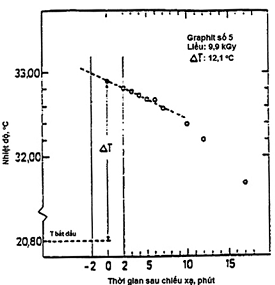 Graphit số 5
Liều: 9,9 kGy
ΔT: 12,1 °C
Nhiệt độ, °C
33,00
32,00
20,80
ΔT
T bắt đầu
-2 0 2 5 10 15
Thời gian sau chiếu xạ, phút